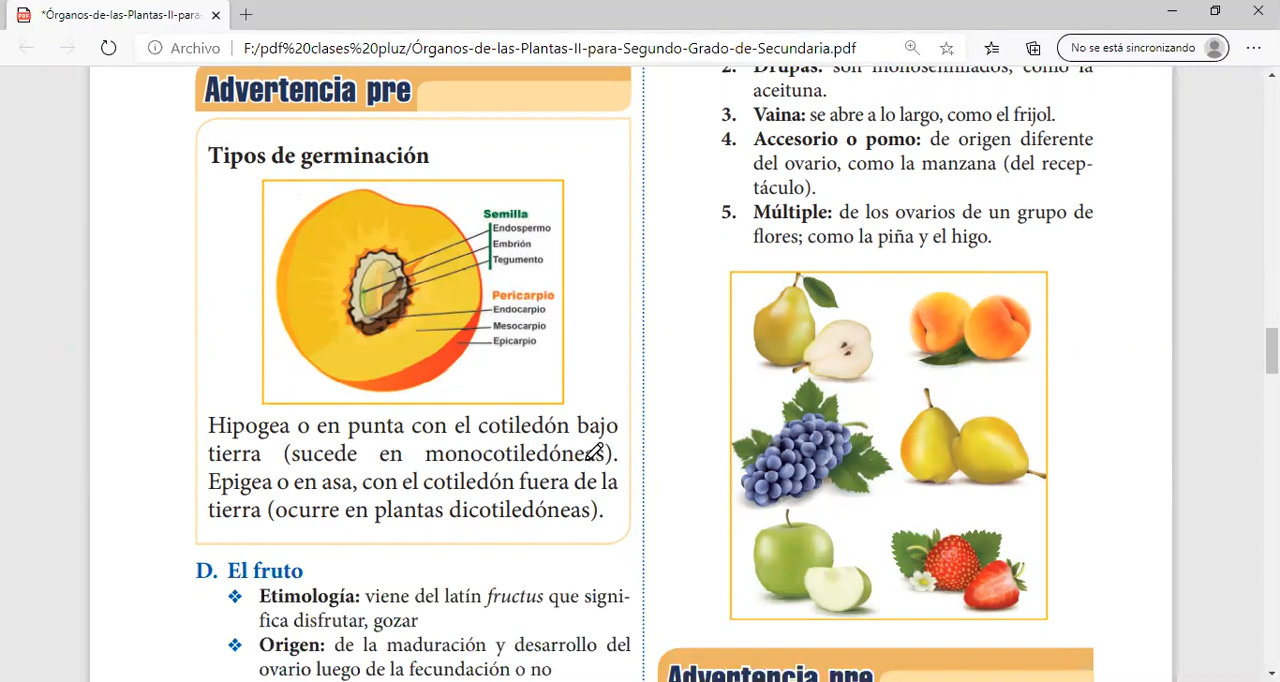 *Órganos-de-las-Plantas-II-para-
Archivo
F:/pdf%20clases%20pluz/Órganos-de-las-Plantas-II-para-Segundo-Grado-de-Secundaria.pdf
No se está sincronizando
Advertencia pre
Tipos de germinación
Semilla
Endospermo
Embrión
Tegumento
Pericarpio
Endocarpio
Mesocarpio
Epicarpio
Hipogea o en punta con el cotiledón bajo
tierra (sucede en monocotiledóneas).
Epigea o en asa, con el cotiledón fuera de la
tierra (ocurre en plantas dicotiledóneas).
D. El fruto
Etimología: viene del latín fructus que signi-
fica disfrutar, gozar
Origen: de la maduración y desarrollo del
ovario luego de la fecundación o no
2. Drupas: son monoseminados, como la
aceituna.
3. Vaina: se abre a lo largo, como el frijol.
4. Accesorio o pomo: de origen diferente
del ovario, como la manzana (del recep-
táculo).
5. Múltiple: de los ovarios de un grupo de
flores; como la piña y el higo.
Advertencia pre